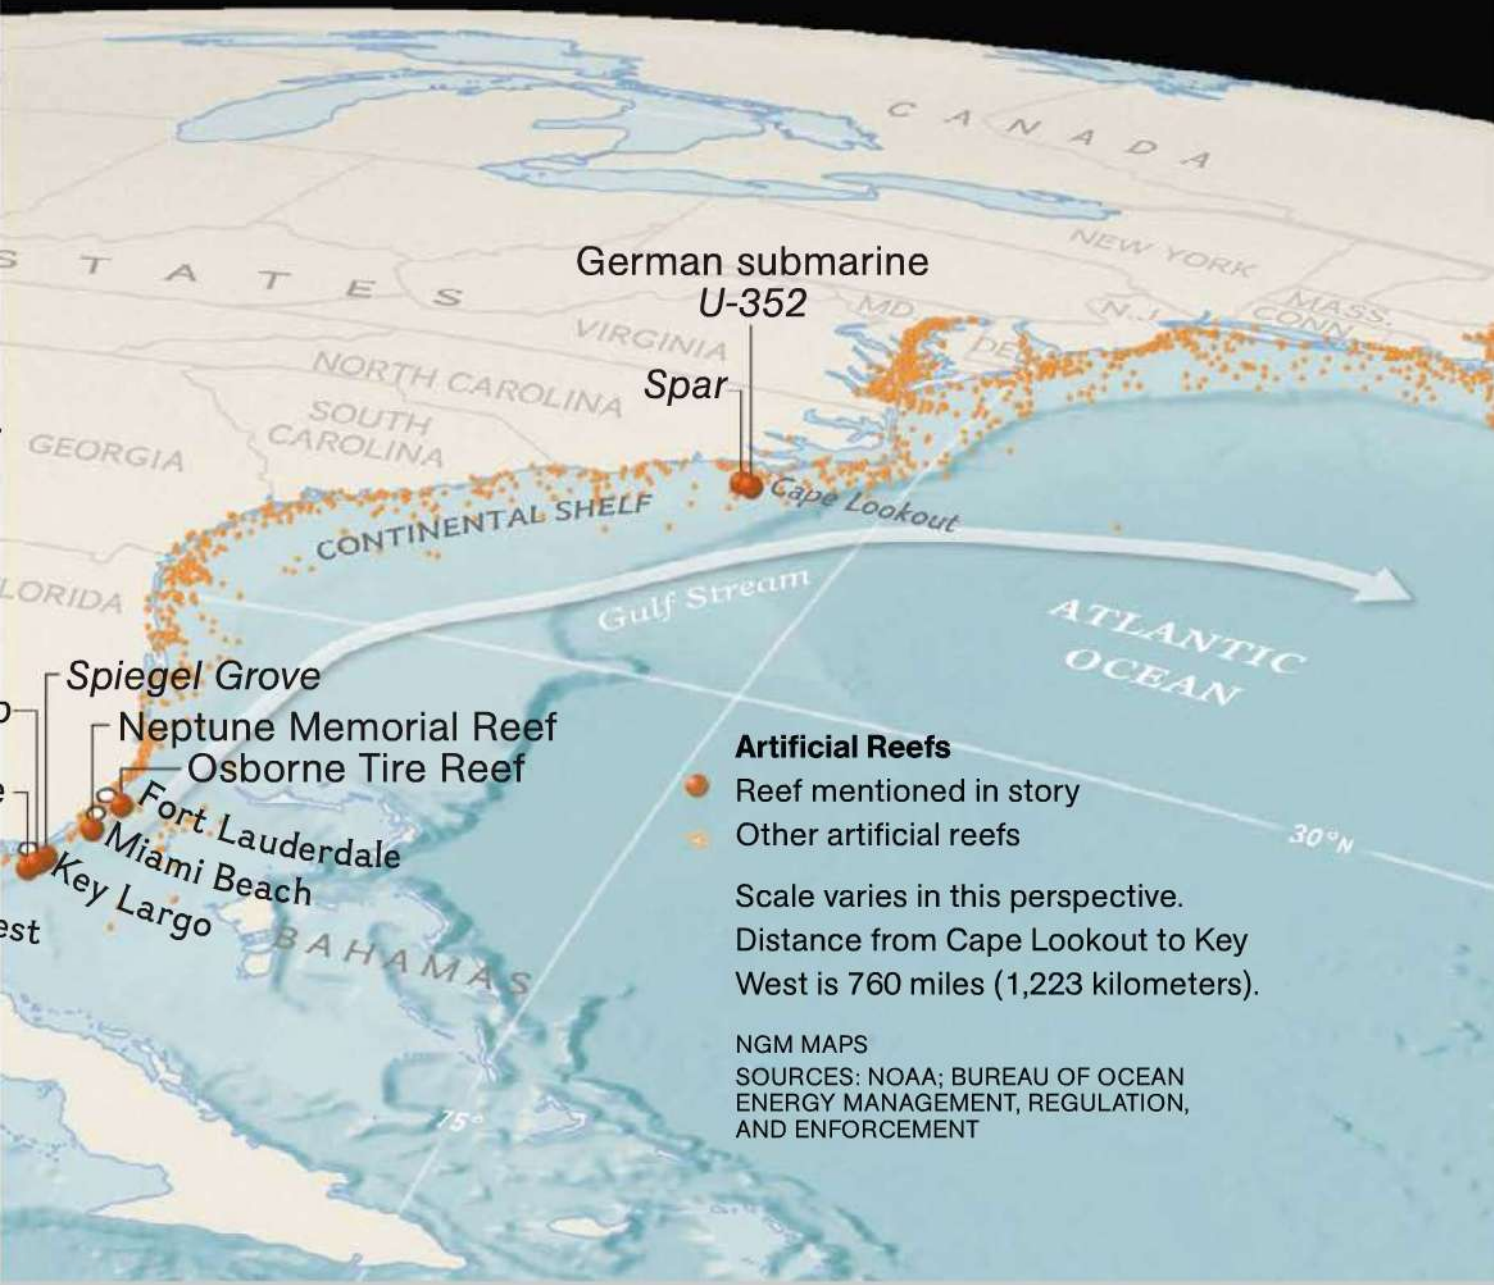 CANADA
NEW YORK
MASS.
CONN.
N.J.
STATES
German submarine
U-352
MD.
VIRGINIA
DEL.
NORTH CAROLINA
Spar
SOUTH
CAROLINA
GEORGIA
Cape Lookout
CONTINENTAL SHELF
Gulf Stream
ATLANTIC
OCEAN
LORIDA
Spiegel Grove
Neptune Memorial Reef
Osborne Tire Reef
Fort Lauderdale
Miami Beach
Key Largo
est
BAHAMAS
Artificial Reefs
Reef mentioned in story
Other artificial reefs
30°N
Scale varies in this perspective.
Distance from Cape Lookout to Key
West is 760 miles (1,223 kilometers).
NGM MAPS
SOURCES: NOAA; BUREAU OF OCEAN
ENERGY MANAGEMENT, REGULATION,
AND ENFORCEMENT
75°